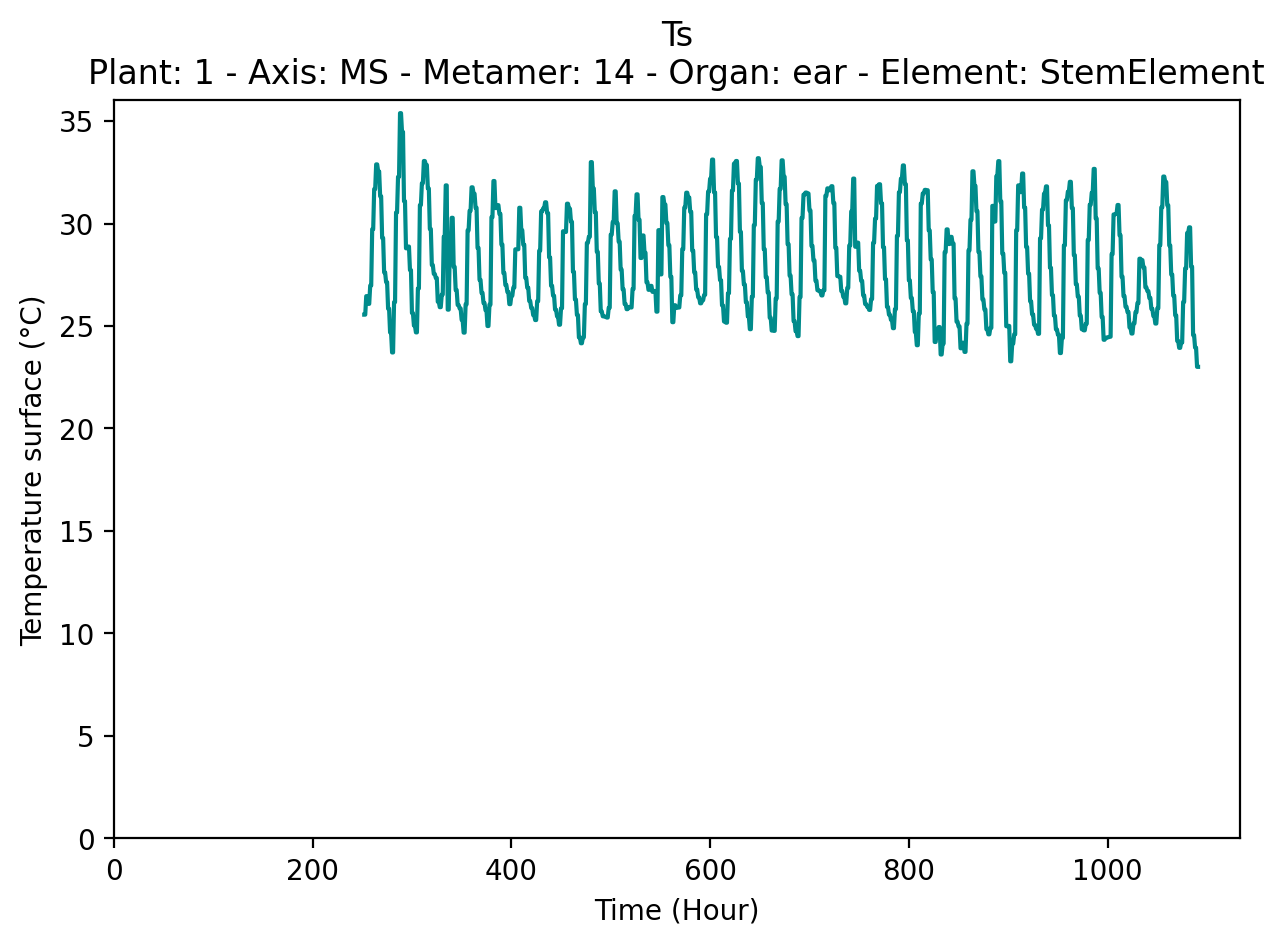 Ts
Plant: 1 - Axis: MS - Metamer: 14 - Organ: ear - Element: StemElement
35
30
25
20
15
10
5
0
Temperature surface (°C)
0 200 400 600 800 1000
Time (Hour)